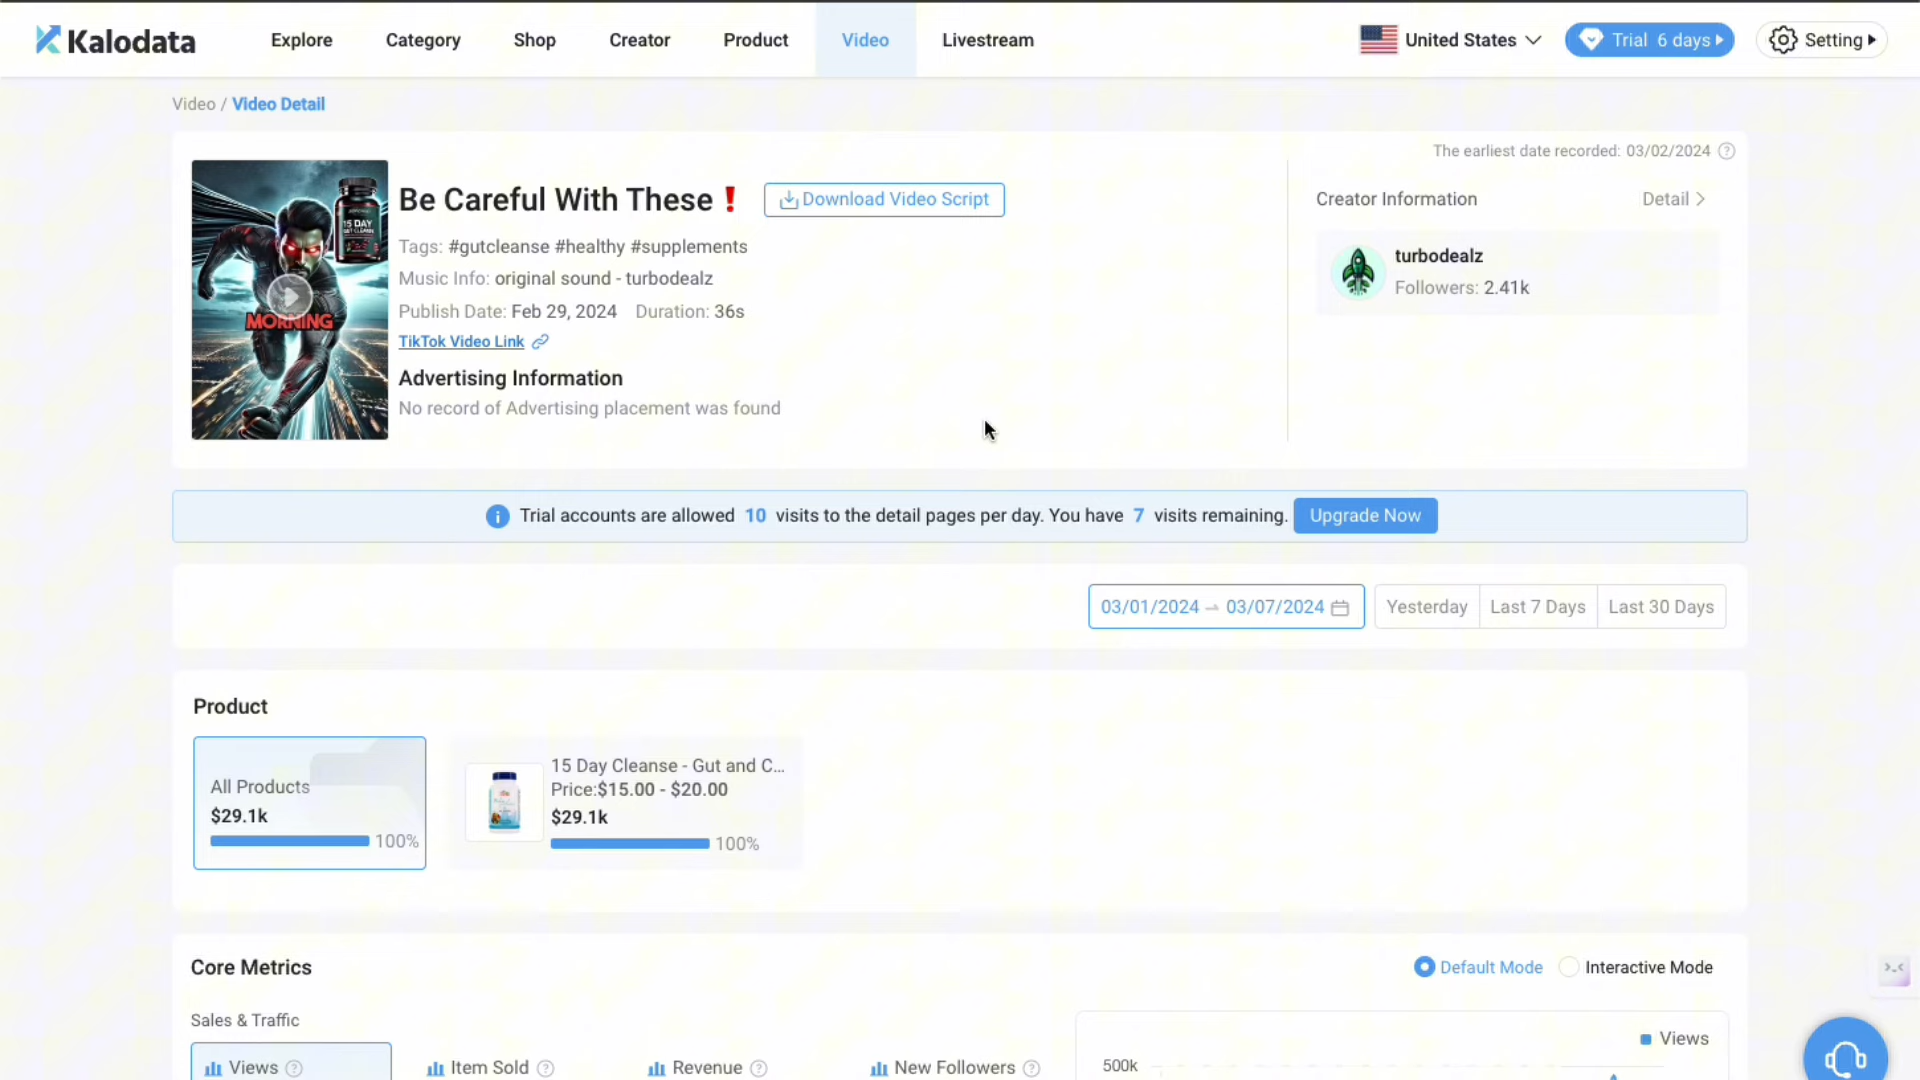 Kalodata
Explore
Category
Shop
Creator
Product
Video
Livestream
United States
Trial 6 days
Setting
Video / Video Detail
The earliest date recorded: 03/02/2024
15 DAY
GUT CLEANSE
MORNING
Be Careful With These❗
Download Video Script
Tags: #gutcleanse #healthy #supplements
Music Info: original sound - turbodealz
Publish Date: Feb 29, 2024 Duration: 36s
TikTok Video Link
Advertising Information
No record of Advertising placement was found
Creator Information
Detail >
turbodealz
Followers: 2.41k
Trial accounts are allowed 10 visits to the detail pages per day. You have 7 visits remaining.
Upgrade Now
03/01/2024 → 03/07/2024
Yesterday
Last 7 Days
Last 30 Days
Product
All Products
$29.1k
100%
15 Day Cleanse - Gut and C...
Price:$15.00 - $20.00
$29.1k
100%
Core Metrics
Default Mode
Interactive Mode
Sales & Traffic
Views
Item Sold
Revenue
New Followers
Views
500k